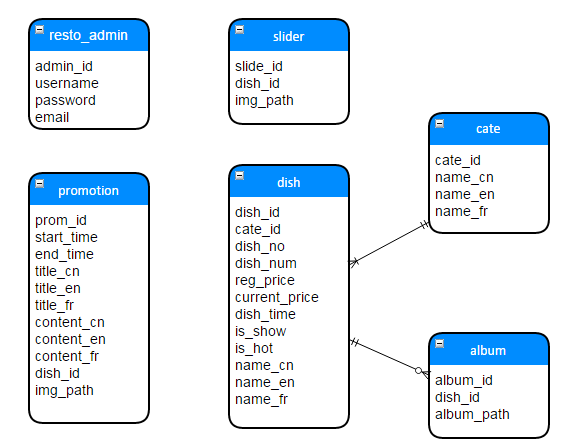 resto_admin
admin_id
username
password
email
slider
slide_id
dish_id
img_path
cate
cate_id
name_cn
name_en
name_fr
promotion
prom_id
start_time
end_time
title_cn
title_en
title_fr
content_cn
content_en
content_fr
dish_id
img_path
dish
dish_id
cate_id
dish_no
dish_num
reg_price
current_price
dish_time
is_show
is_hot
name_cn
name_en
name_fr
album
album_id
dish_id
album_path